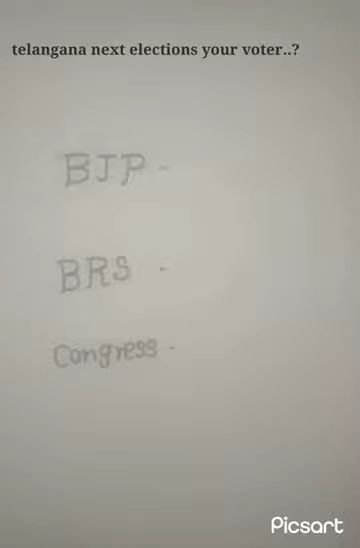 telangana next elections your voter..?
BJP -
BRS -
Congress -
Picsart